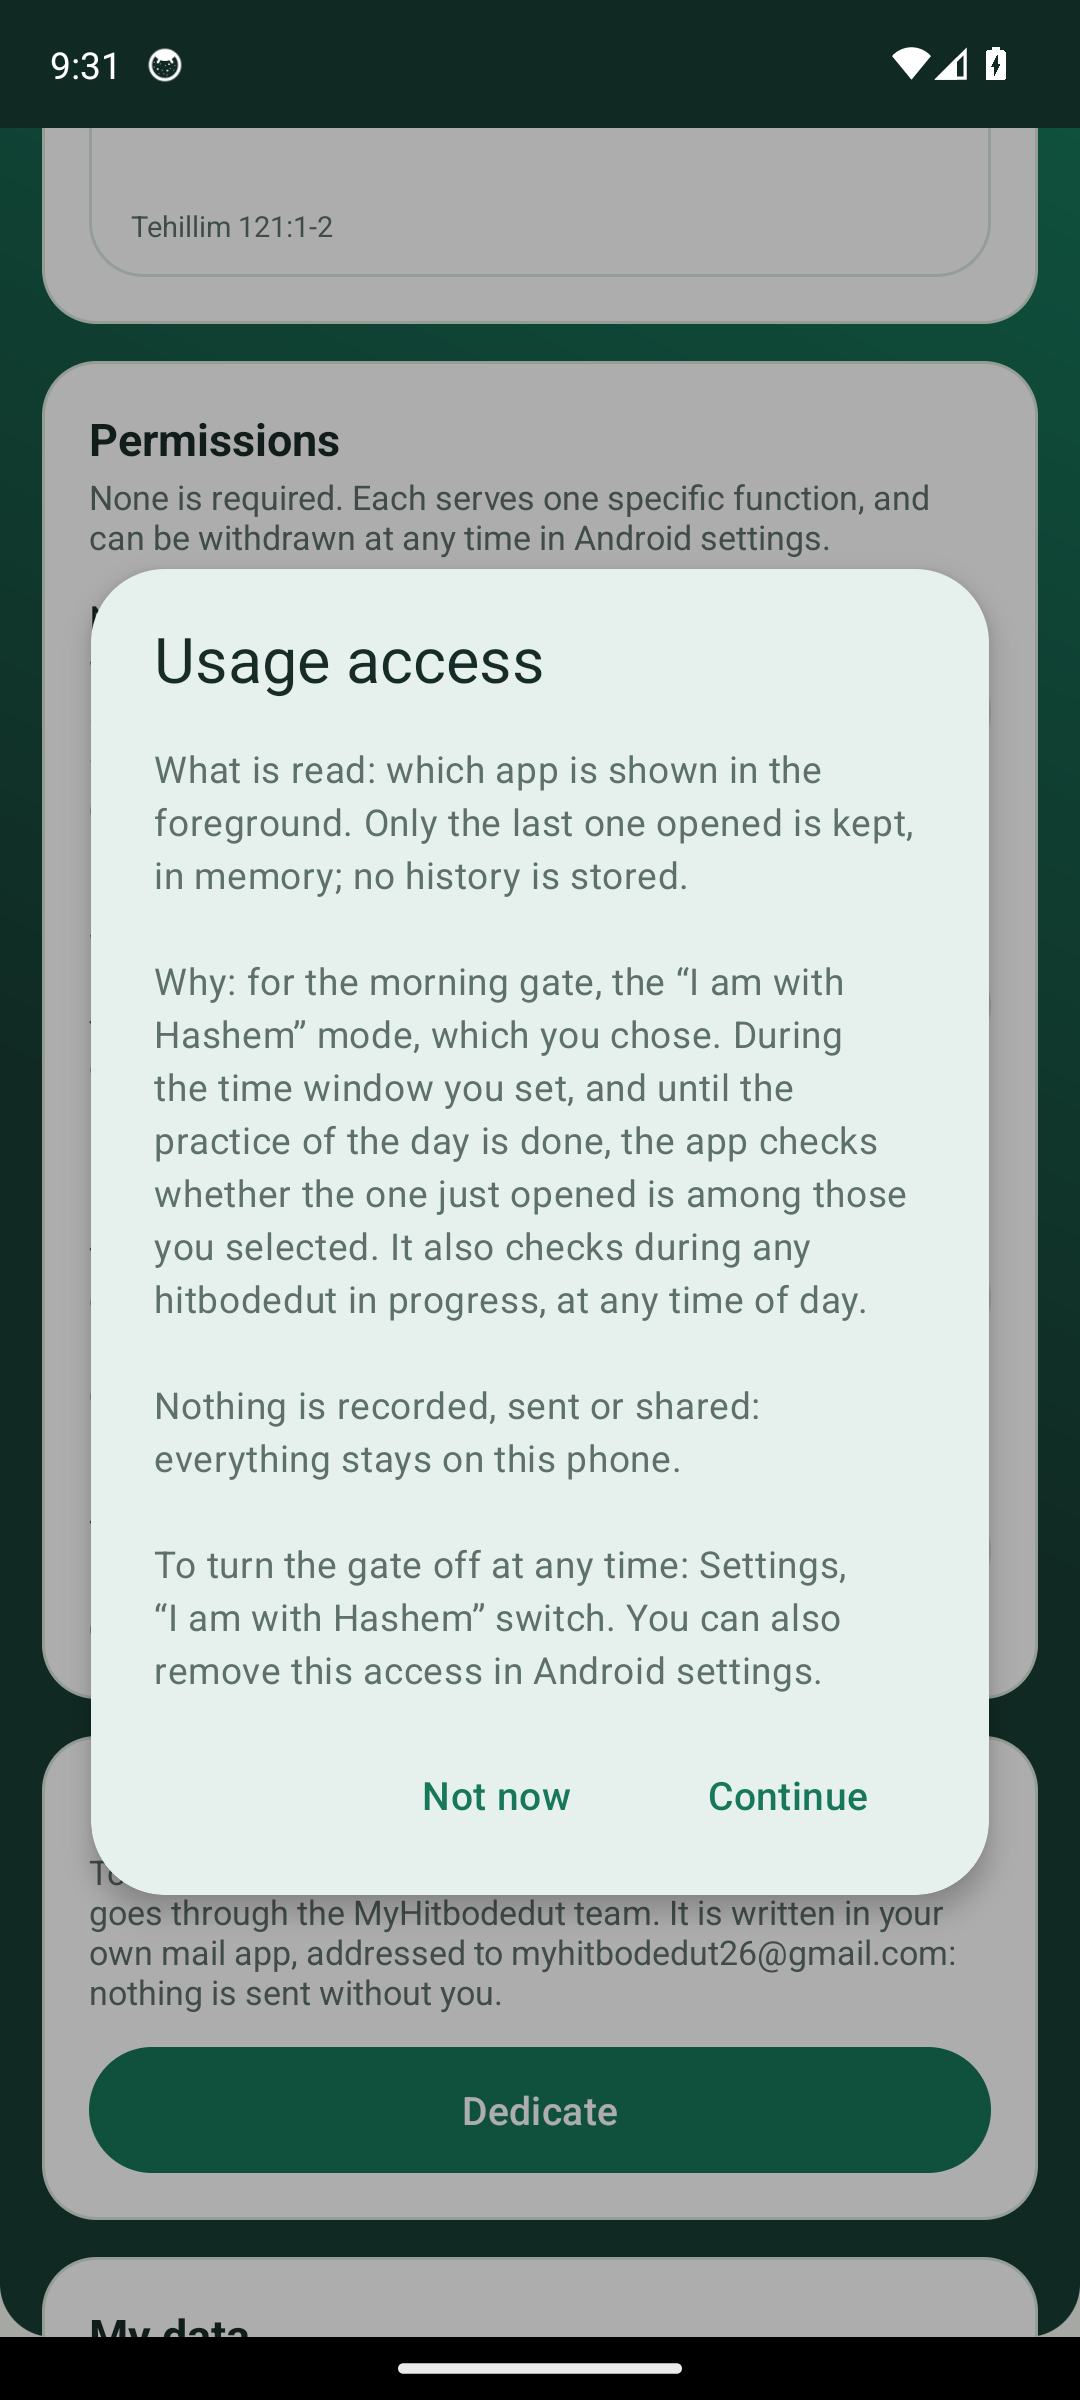 9:31
Tehillim 121:1-2
Permissions
None is required. Each serves one specific function, and
can be withdrawn at any time in Android settings.
Usage access
What is read: which app is shown in the
foreground. Only the last one opened is kept,
in memory; no history is stored.
Why: for the morning gate, the “I am with
Hashem” mode, which you chose. During
the time window you set, and until the
practice of the day is done, the app checks
whether the one just opened is among those
you selected. It also checks during any
hitbodedut in progress, at any time of day.
Nothing is recorded, sent or shared:
everything stays on this phone.
To turn the gate off at any time: Settings,
“I am with Hashem” switch. You can also
remove this access in Android settings.
Not now
Continue
goes through the MyHitbodedut team. It is written in your
own mail app, addressed to myhitbodedut26@gmail.com:
nothing is sent without you.
Dedicate
My data